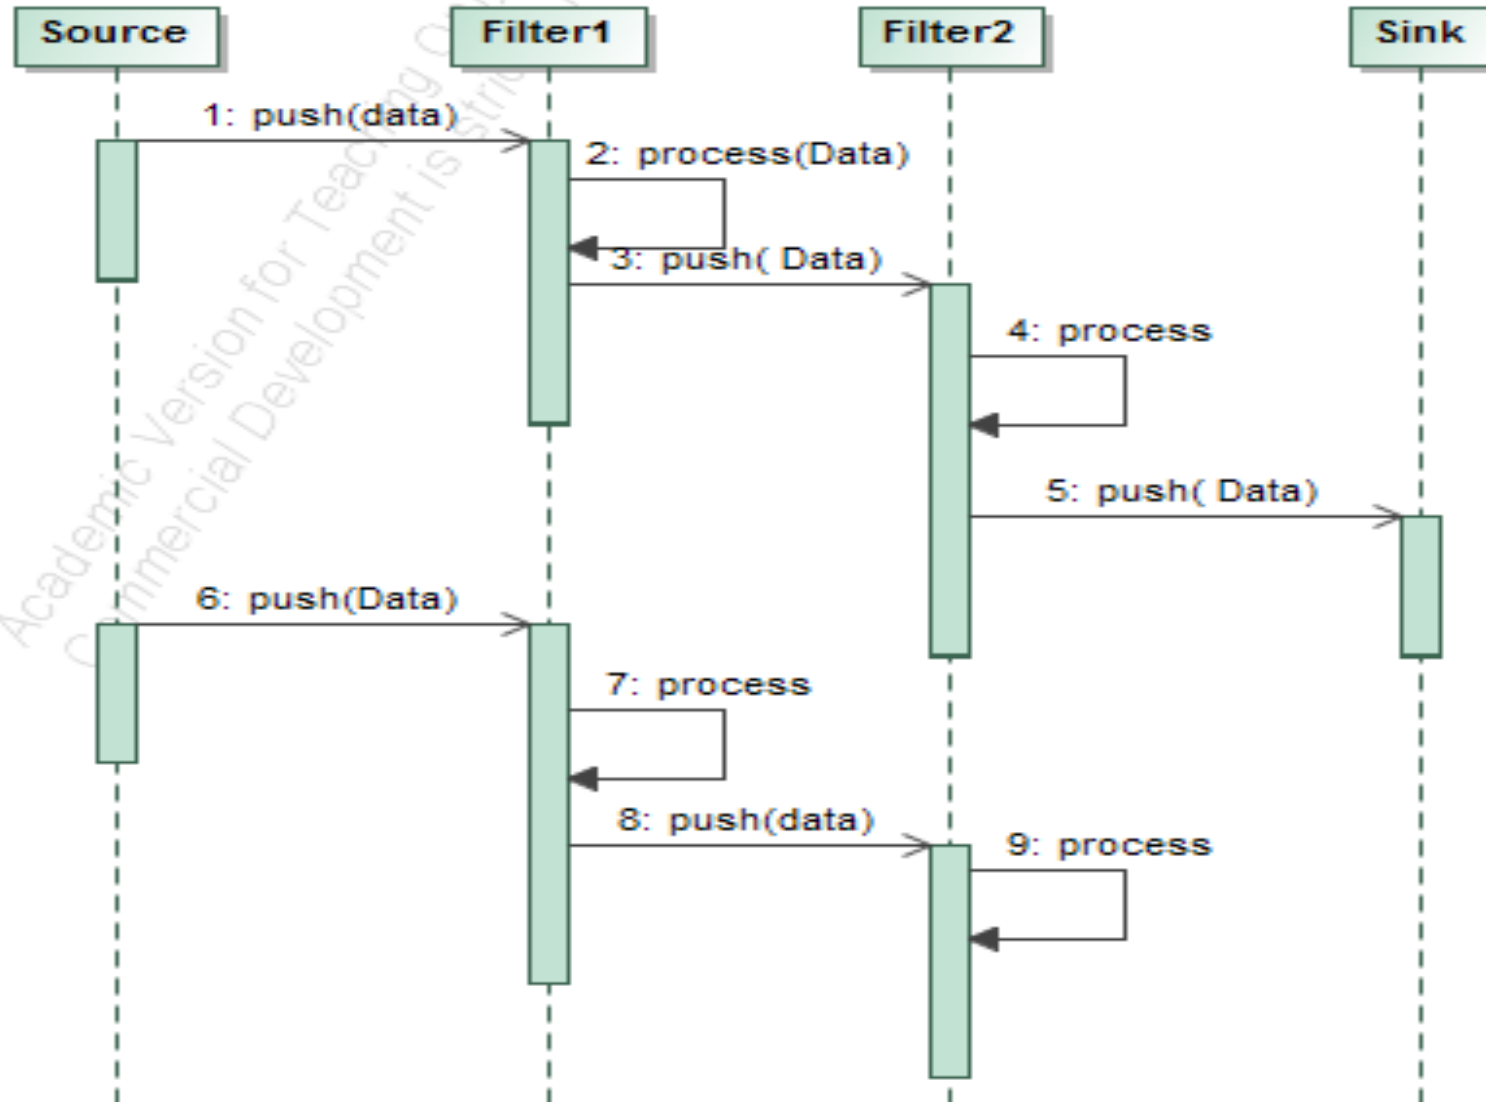 Source
Filter1
Filter2
Sink
1: push(data)
2: process(Data)
3: push( Data)
4: process
5: push( Data)
6: push(Data)
7: process
8: push(data)
9: process
Academic Version for Teaching
Commercial Development is